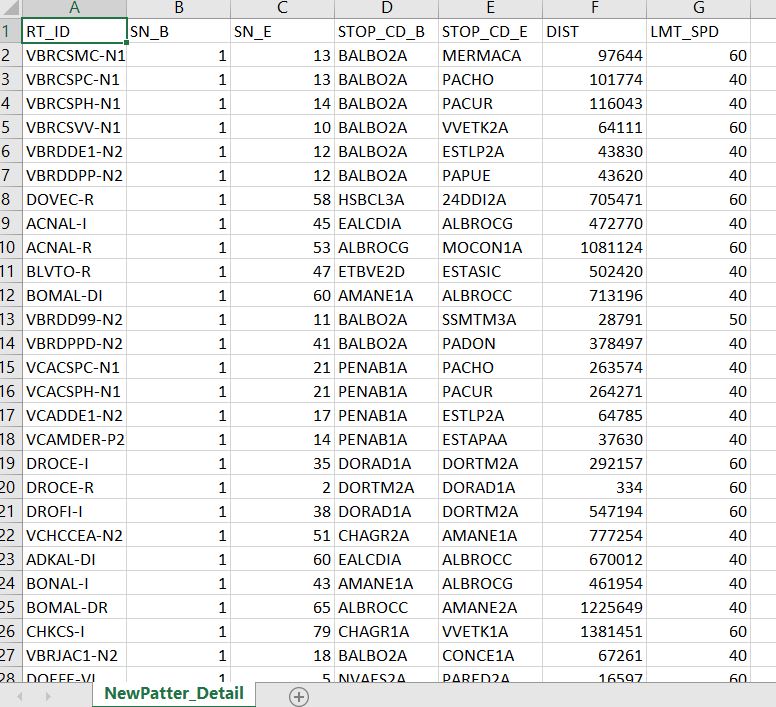 A B C D E F G
1 RT_ID SN_B SN_E STOP_CD_B STOP_CD_E DIST LMT_SPD
2 VBRCSMC-N1 1 13 BALBO2A MERMACA 97644 60
3 VBRCSPC-N1 1 13 BALBO2A PACHO 101774 40
4 VBRCSPH-N1 1 14 BALBO2A PACUR 116043 40
5 VBRCSVV-N1 1 10 BALBO2A VVETK2A 64111 60
6 VBRDDE1-N2 1 12 BALBO2A ESTLP2A 43830 40
7 VBRDDPP-N2 1 12 BALBO2A PAPUE 43620 40
8 DOVEC-R 1 58 HSBCL3A 24DDI2A 705471 60
9 ACNAL-I 1 45 EALCDIA ALBROCG 472770 40
10 ACNAL-R 1 53 ALBROCG MOCON1A 1081124 60
11 BLVTO-R 1 47 ETBVE2D ESTASIC 502420 40
12 BOMAL-DI 1 60 AMANE1A ALBROCC 713196 40
13 VBRDD99-N2 1 11 BALBO2A SSMTM3A 28791 50
14 VBRDPPD-N2 1 41 BALBO2A PADON 378497 40
15 VCACSPC-N1 1 21 PENAB1A PACHO 263574 40
16 VCACSPH-N1 1 21 PENAB1A PACUR 264271 40
17 VCADDE1-N2 1 17 PENAB1A ESTLP2A 64785 40
18 VCAMDER-P2 1 14 PENAB1A ESTAPAA 37630 40
19 DROCE-I 1 35 DORAD1A DORTM2A 292157 60
20 DROCE-R 1 2 DORTM2A DORAD1A 334 60
21 DROFI-I 1 38 DORAD1A DORTM2A 547194 60
22 VCHCCEA-N2 1 51 CHAGR2A AMANE1A 777254 40
23 ADKAL-DI 1 60 EALCDIA ALBROCC 670012 40
24 BONAL-I 1 43 AMANE1A ALBROCG 461954 40
25 BOMAL-DR 1 65 ALBROCC AMANE2A 1225649 40
26 CHKCS-I 1 79 CHAGR1A VVETK1A 1381451 60
27 VBRJAC1-N2 1 18 BALBO2A CONCE1A 67261 40
28 1 5 NVAES2A PARED2A 16597 60
NewPatter_Detail